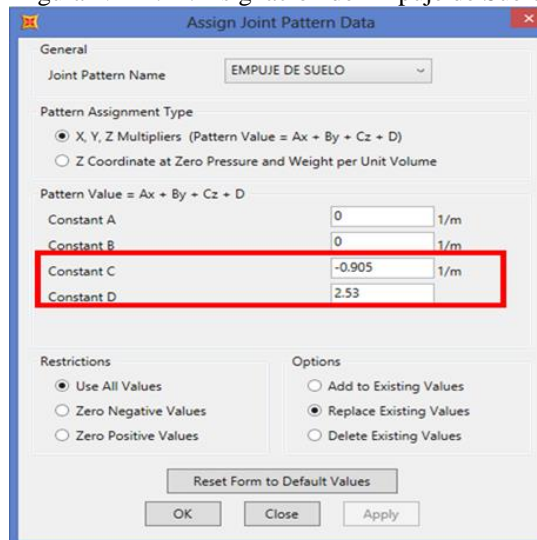 Assign Joint Pattern Data
General
Joint Pattern Name EMPUJE DE SUELO
Pattern Assignment Type
X, Y, Z Multipliers (Pattern Value = Ax + By + Cz + D)
Z Coordinate at Zero Pressure and Weight per Unit Volume
Pattern Value = Ax + By + Cz + D
Constant A 0 1/m
Constant B 0 1/m
Constant C -0.905 1/m
Constant D 2.53
Restrictions Options
Use All Values Add to Existing Values
Zero Negative Values Replace Existing Values
Zero Positive Values Delete Existing Values
Reset Form to Default Values
OK Close Apply